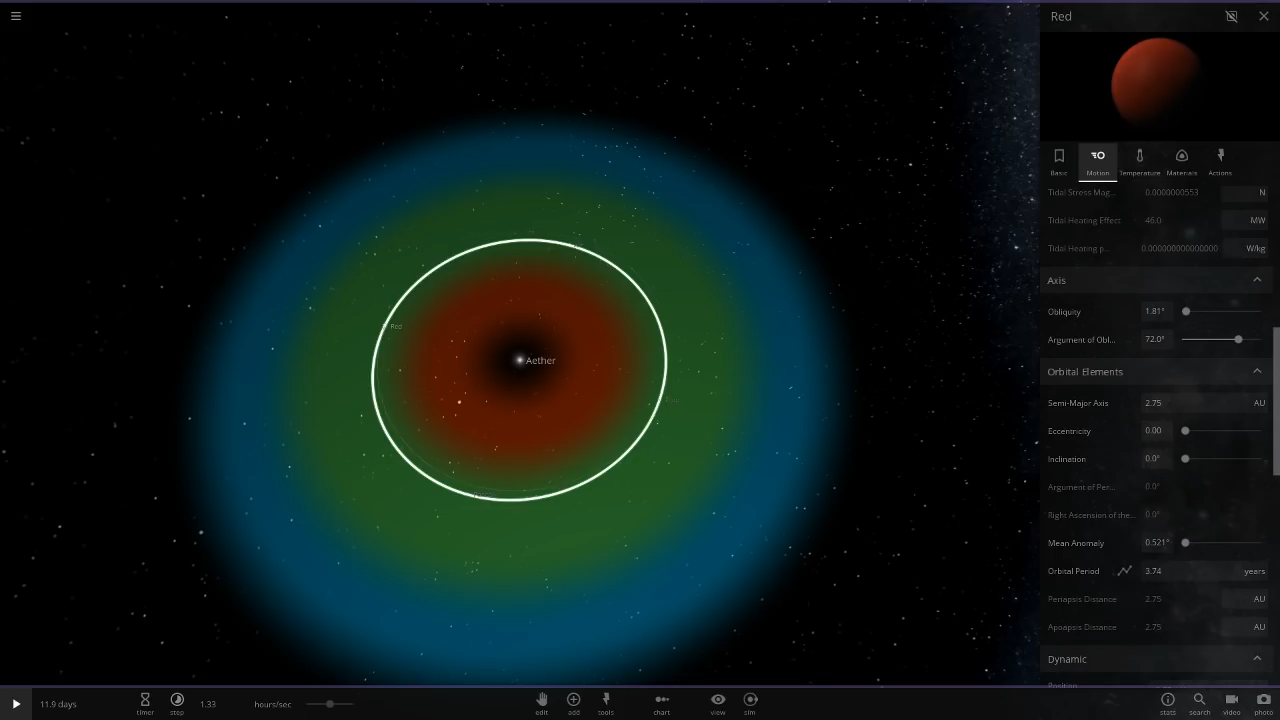 Red
Basic
Motion
Temperature
Materials
Actions
Tidal Stress Mag... 0.0000000553 N
Tidal Heating Effect 46.0 MW
Tidal Heating p... 0.000000000000000 W/kg
Axis
Obliquity 1.81°
Argument of Obl... 72.0°
Orbital Elements
Semi-Major Axis 2.75 AU
Eccentricity 0.00
Inclination 0.0°
Argument of Per... 0.0°
Right Ascension of the... 0.0°
Mean Anomaly 0.521°
Orbital Period 3.74 years
Periapsis Distance 2.75 AU
Apoapsis Distance 2.75 AU
Dynamic
Position
Red
Aether
11.9 days
timer
step
1.33 hours/sec
edit
add
tools
chart
view
sim
stats
search
video
photo